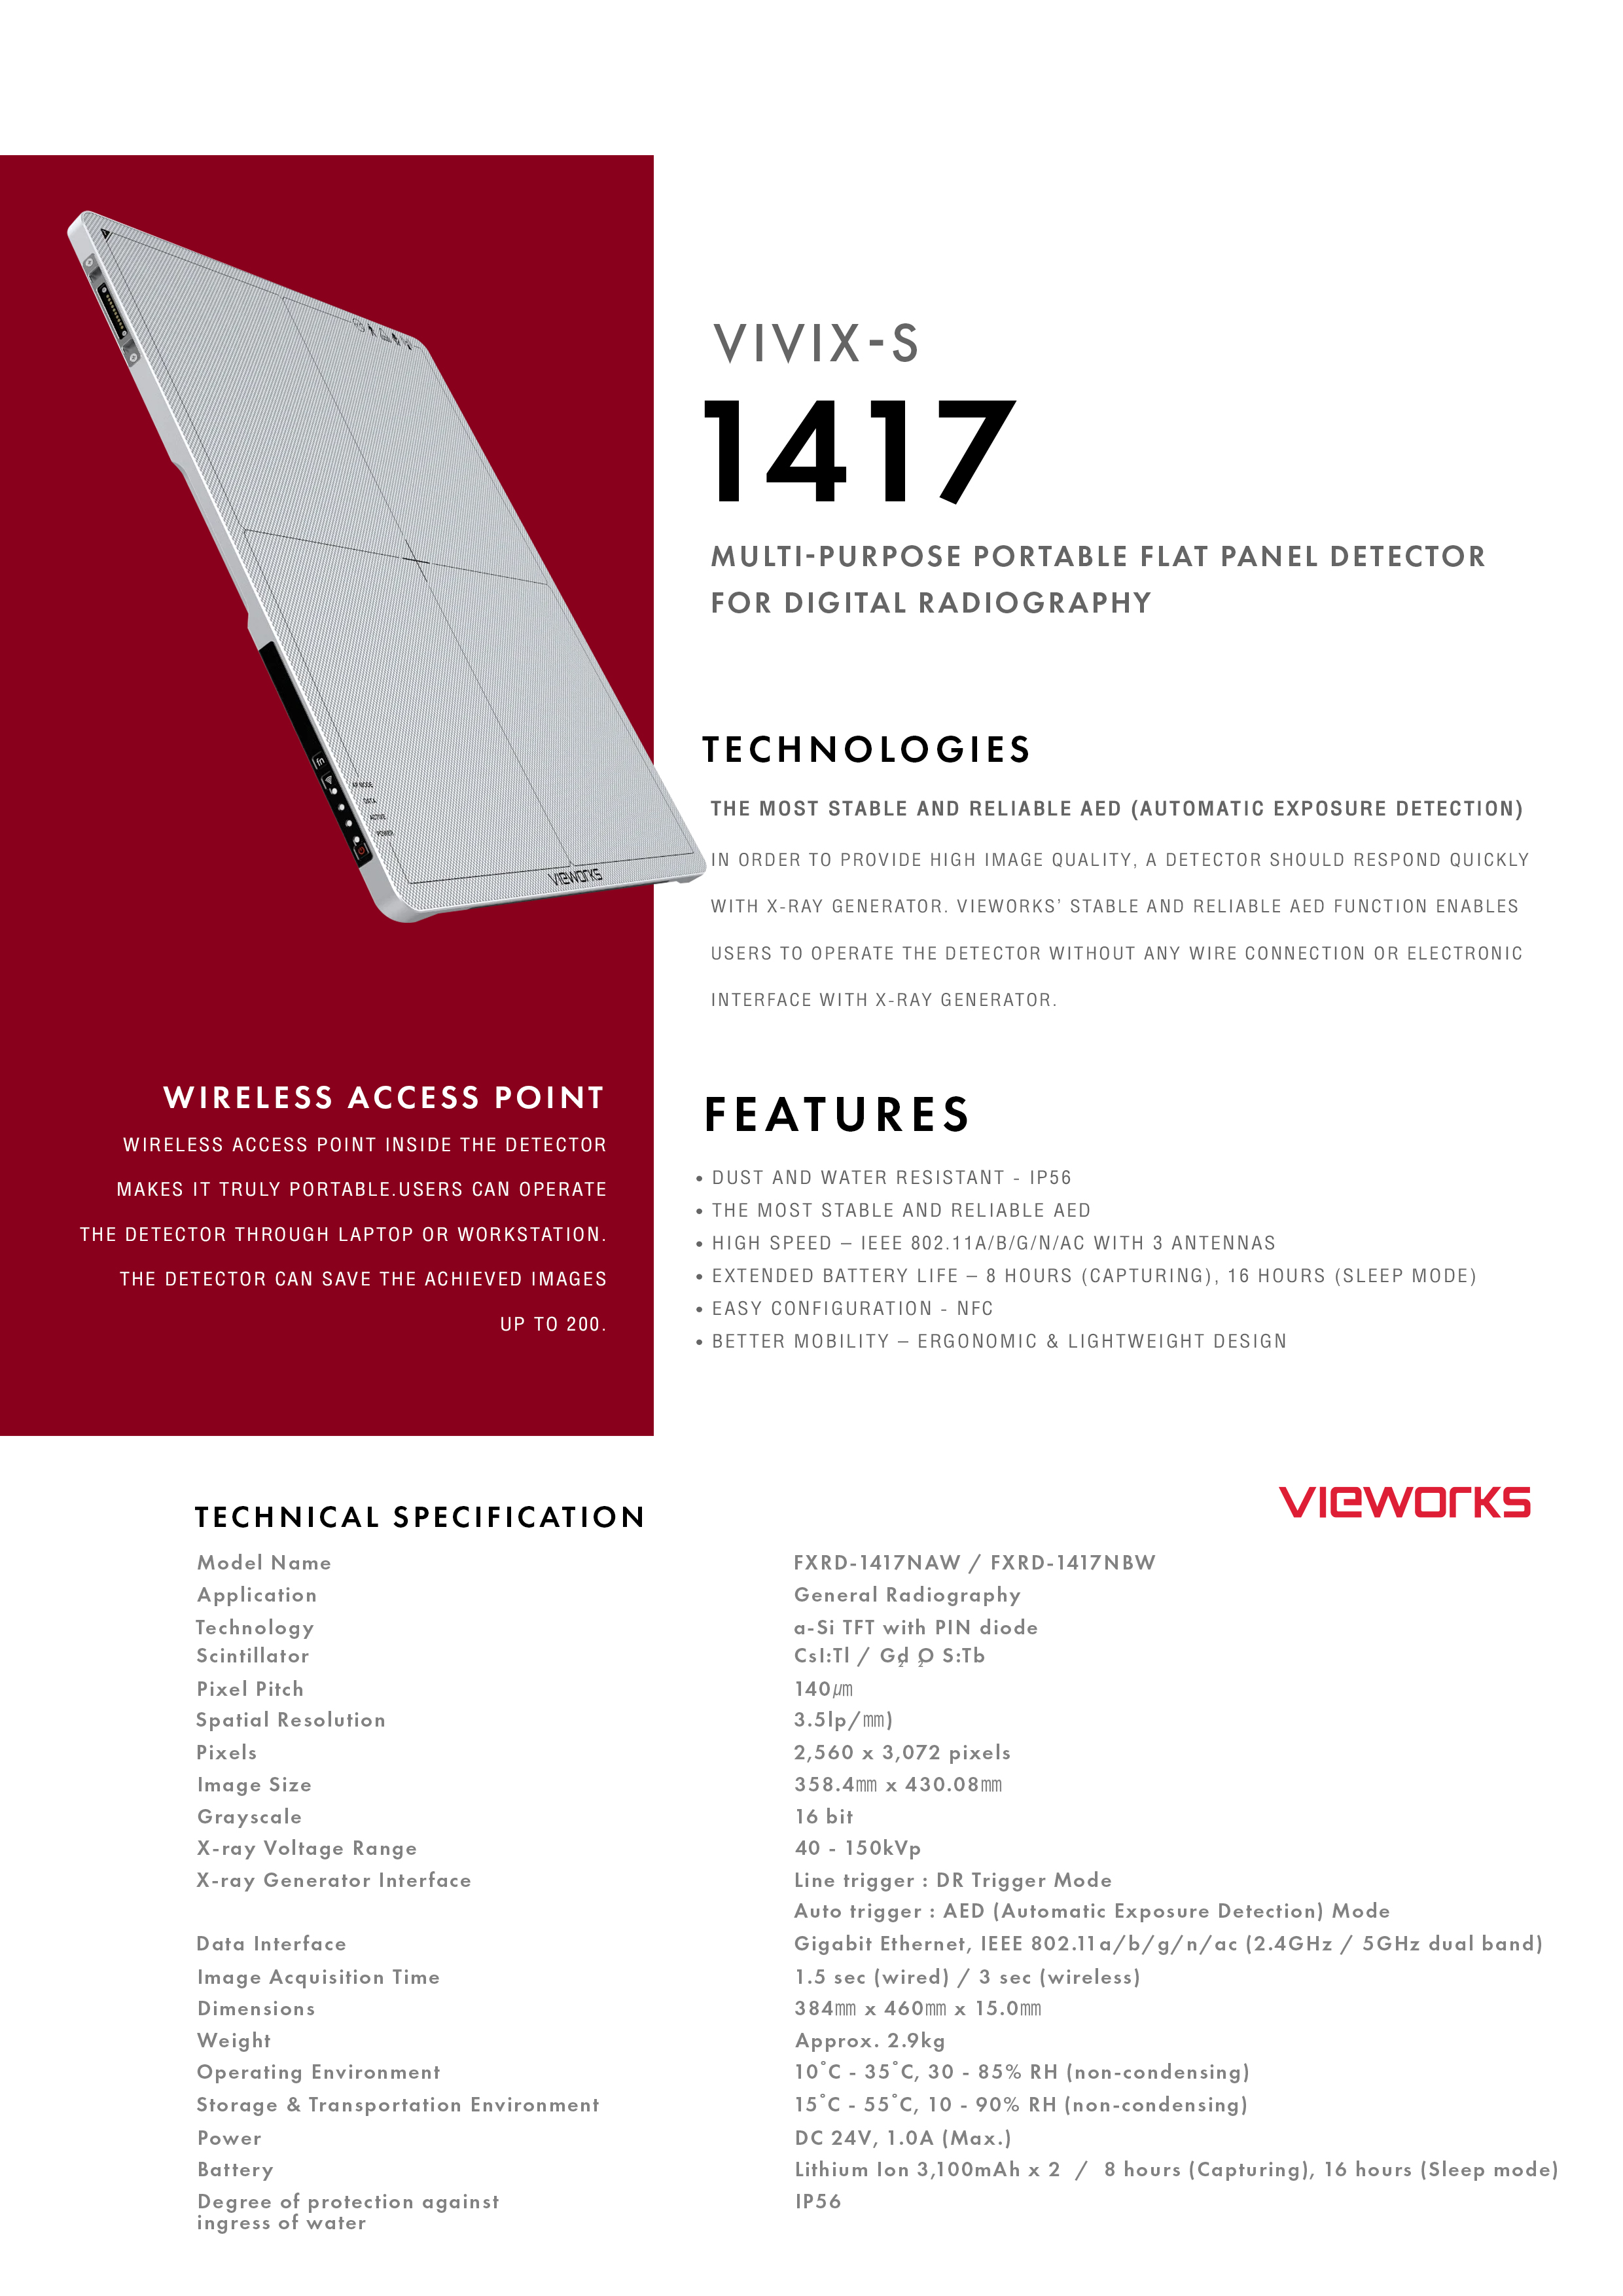 VIVIX-S
1417
MULTI-PURPOSE PORTABLE FLAT PANEL DETECTOR
FOR DIGITAL RADIOGRAPHY
fn
AP MODE
DATA
ACTIVE
POWER
VIEWORKS
TECHNOLOGIES
THE MOST STABLE AND RELIABLE AED (AUTOMATIC EXPOSURE DETECTION)
IN ORDER TO PROVIDE HIGH IMAGE QUALITY, A DETECTOR SHOULD RESPOND QUICKLY
WITH X-RAY GENERATOR. VIEWORKS’ STABLE AND RELIABLE AED FUNCTION ENABLES
USERS TO OPERATE THE DETECTOR WITHOUT ANY WIRE CONNECTION OR ELECTRONIC
INTERFACE WITH X-RAY GENERATOR.
WIRELESS ACCESS POINT
WIRELESS ACCESS POINT INSIDE THE DETECTOR
MAKES IT TRULY PORTABLE.USERS CAN OPERATE
THE DETECTOR THROUGH LAPTOP OR WORKSTATION.
THE DETECTOR CAN SAVE THE ACHIEVED IMAGES
UP TO 200.
FEATURES
• DUST AND WATER RESISTANT - IP56
• THE MOST STABLE AND RELIABLE AED
• HIGH SPEED – IEEE 802.11A/B/G/N/AC WITH 3 ANTENNAS
• EXTENDED BATTERY LIFE – 8 HOURS (CAPTURING), 16 HOURS (SLEEP MODE)
• EASY CONFIGURATION - NFC
• BETTER MOBILITY – ERGONOMIC & LIGHTWEIGHT DESIGN
VIEWORKS
TECHNICAL SPECIFICATION
Model Name FXRD-1417NAW / FXRD-1417NBW
Application General Radiography
Technology a-Si TFT with PIN diode
Scintillator CsI:Tl / Gd₂O₂S:Tb
Pixel Pitch 140㎛
Spatial Resolution 3.5lp/㎜)
Pixels 2,560 x 3,072 pixels
Image Size 358.4㎜ x 430.08㎜
Grayscale 16 bit
X-ray Voltage Range 40 - 150kVp
X-ray Generator Interface Line trigger : DR Trigger Mode
Auto trigger : AED (Automatic Exposure Detection) Mode
Data Interface Gigabit Ethernet, IEEE 802.11a/b/g/n/ac (2.4GHz / 5GHz dual band)
Image Acquisition Time 1.5 sec (wired) / 3 sec (wireless)
Dimensions 384㎜ x 460㎜ x 15.0㎜
Weight Approx. 2.9kg
Operating Environment 10˚C - 35˚C, 30 - 85% RH (non-condensing)
Storage & Transportation Environment 15˚C - 55˚C, 10 - 90% RH (non-condensing)
Power DC 24V, 1.0A (Max.)
Battery Lithium Ion 3,100mAh x 2 / 8 hours (Capturing), 16 hours (Sleep mode)
Degree of protection against IP56
ingress of water